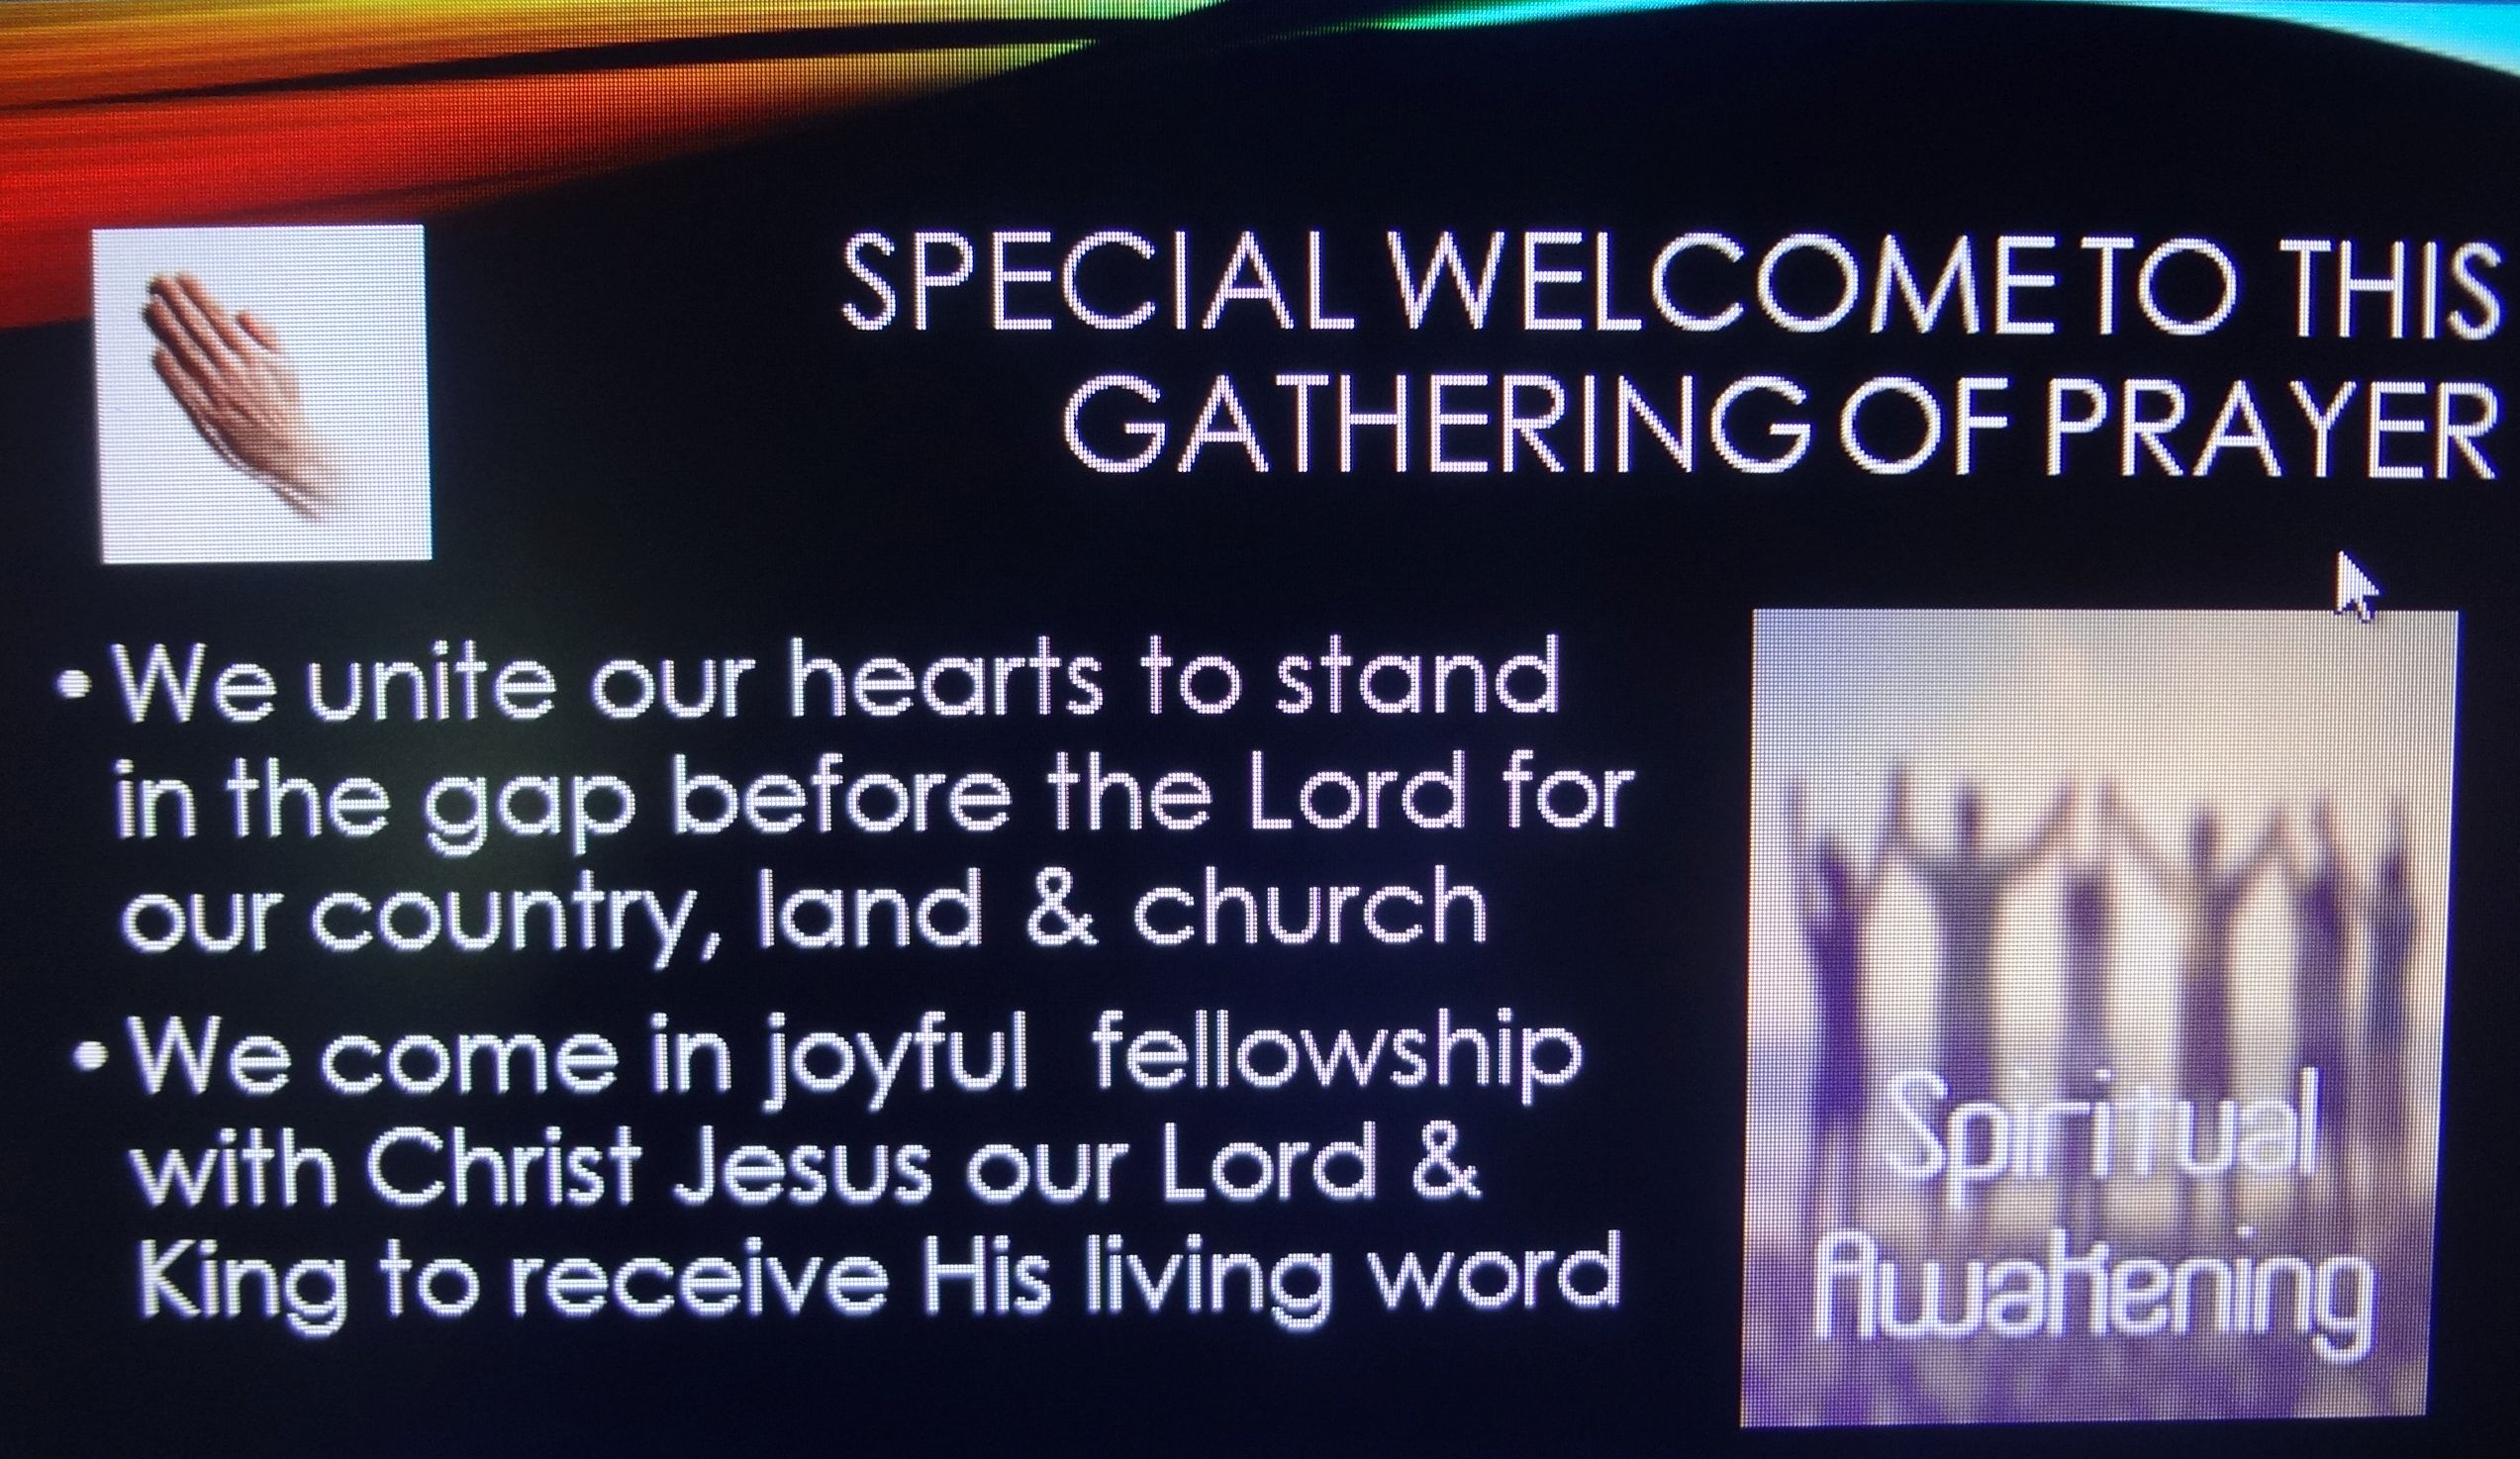 SPECIAL WELCOME TO THIS
GATHERING OF PRAYER
• We unite our hearts to stand
in the gap before the Lord for
our country, land & church
• We come in joyful fellowship
with Christ Jesus our Lord &
King to receive His living word
Spiritual
Awakening